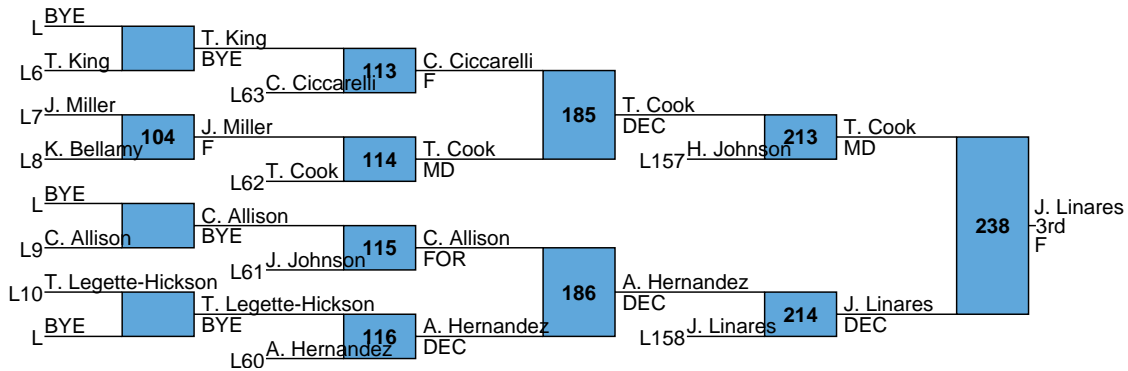 BYE
L
T. King
BYE
T. King
L6
113
C. Ciccarelli
F
C. Ciccarelli
L63
J. Miller
L7
104
J. Miller
F
K. Bellamy
L8
185
T. Cook
DEC
114
T. Cook
MD
T. Cook
L62
213
T. Cook
MD
H. Johnson
L157
BYE
L
C. Allison
BYE
C. Allison
L9
115
C. Allison
FOR
J. Johnson
L61
238
J. Linares
3rd
F
T. Legette-Hickson
L10
T. Legette-Hickson
BYE
BYE
L
186
A. Hernandez
DEC
116
A. Hernandez
DEC
A. Hernandez
L60
214
J. Linares
DEC
J. Linares
L158